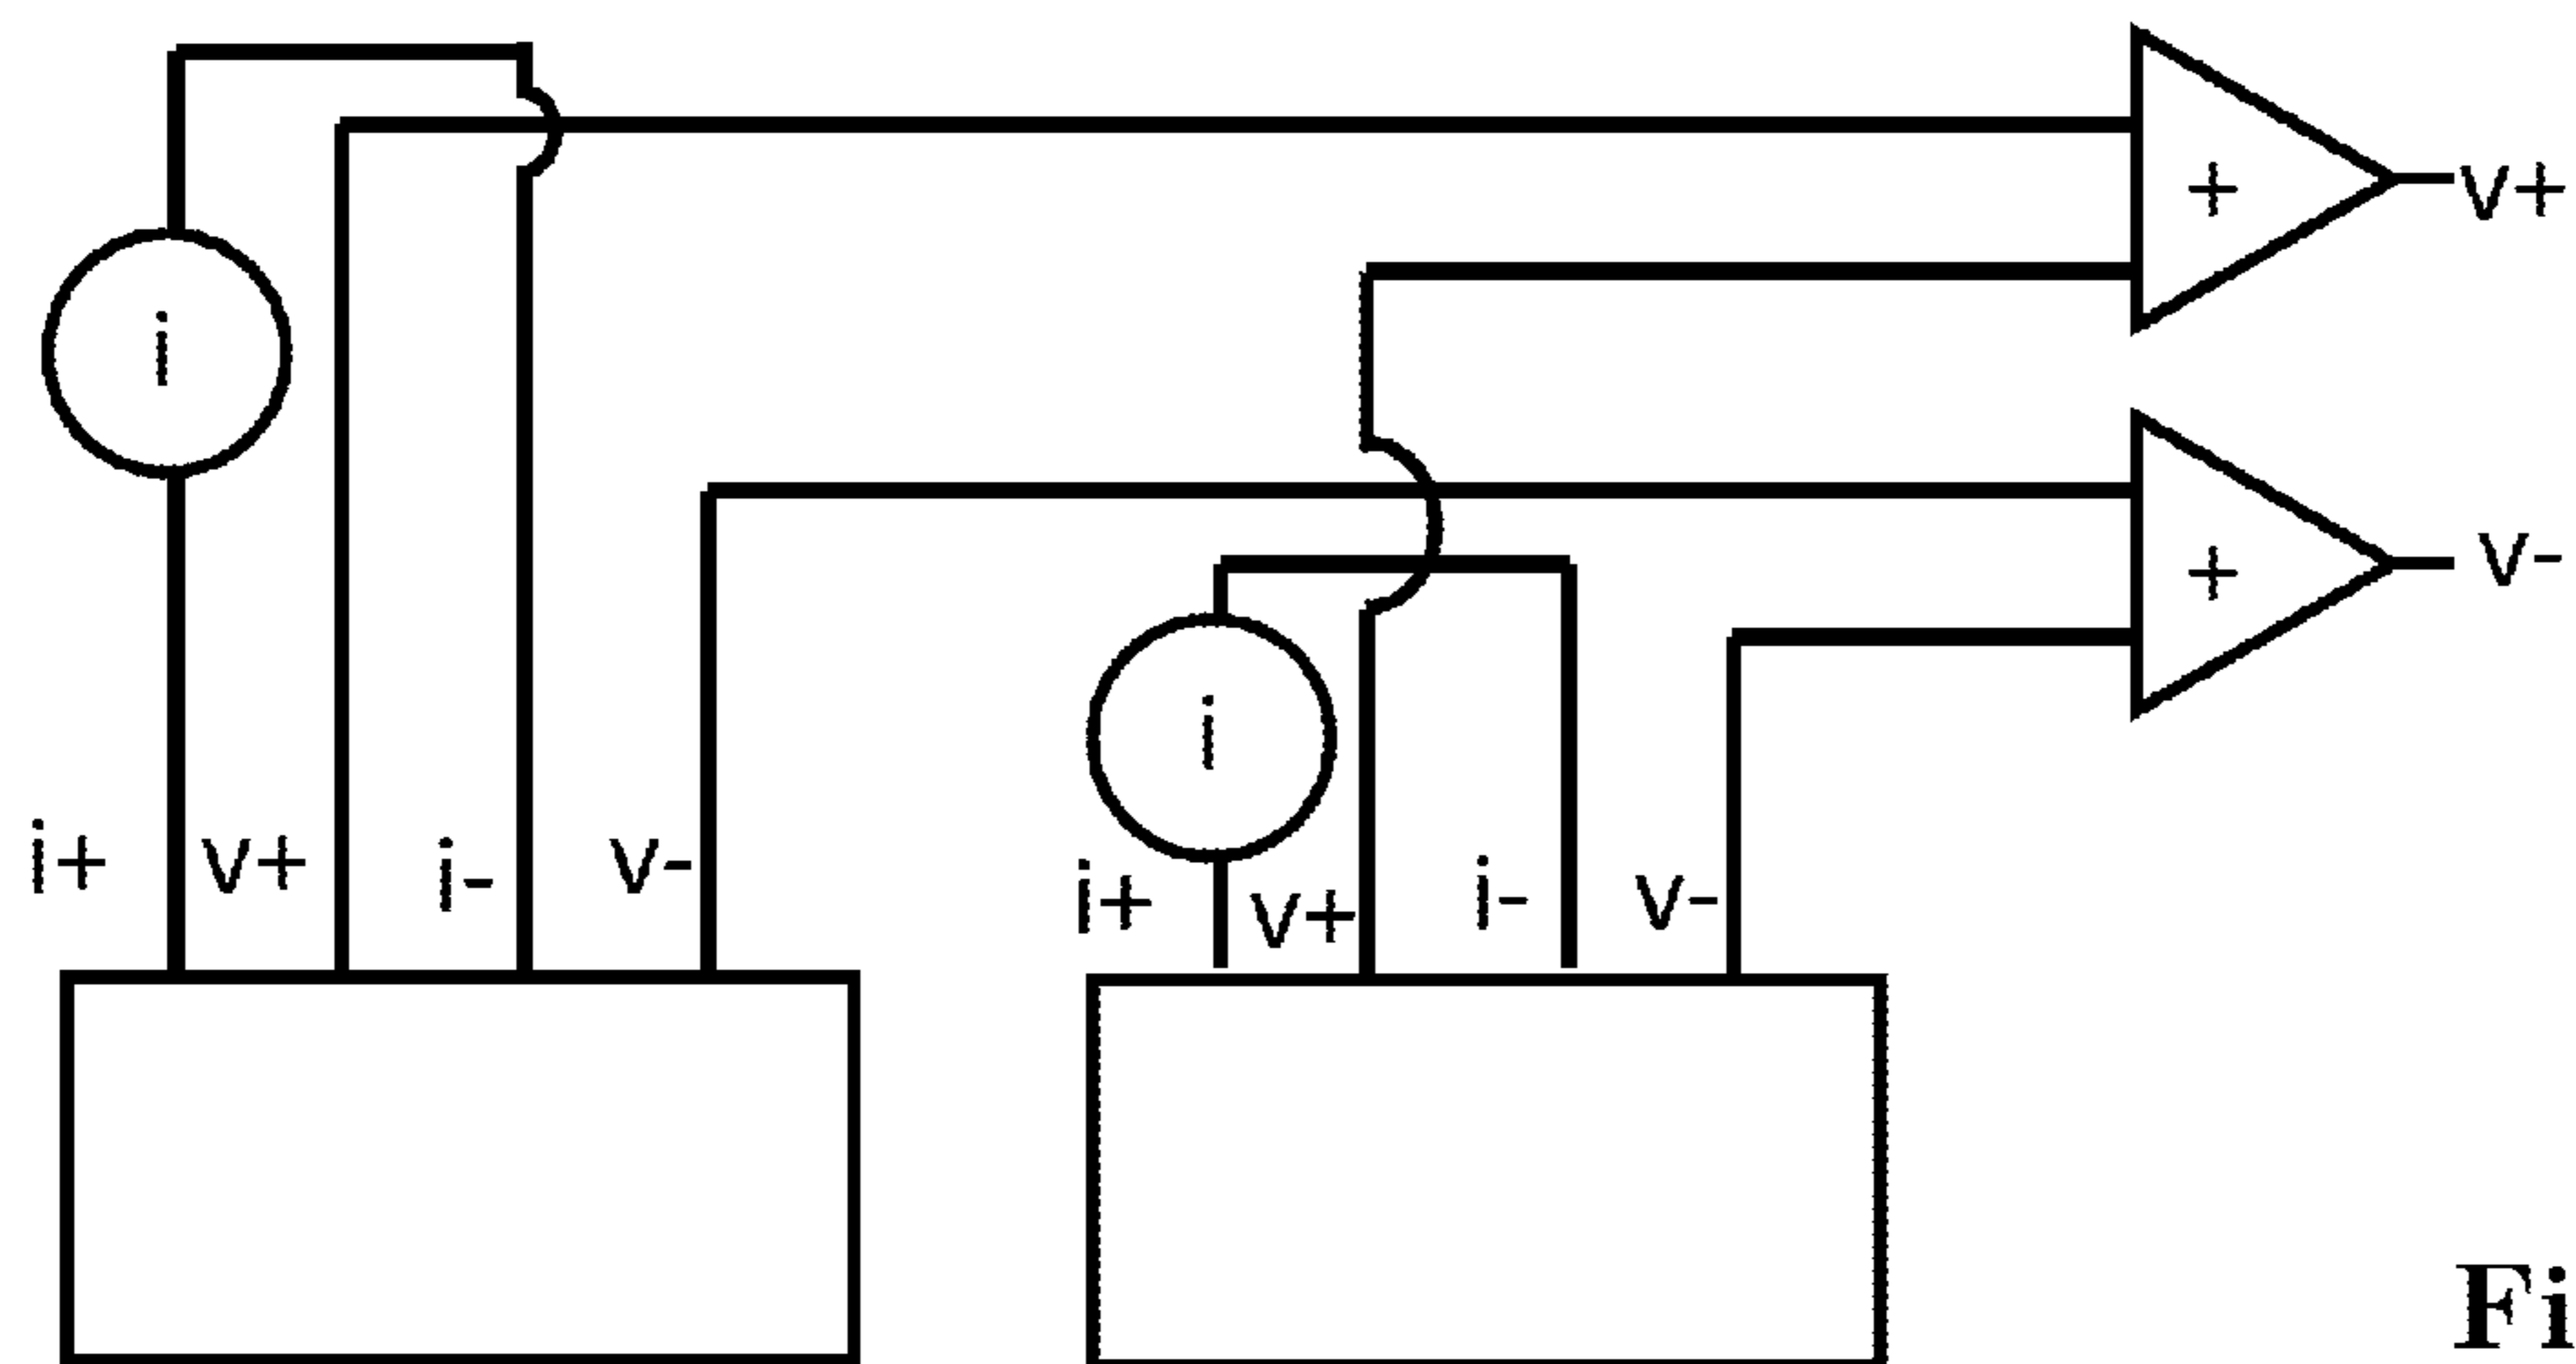 + v+
i
+ v-
i
i+ v+ i- v- i+ v+ i- v-
Fi